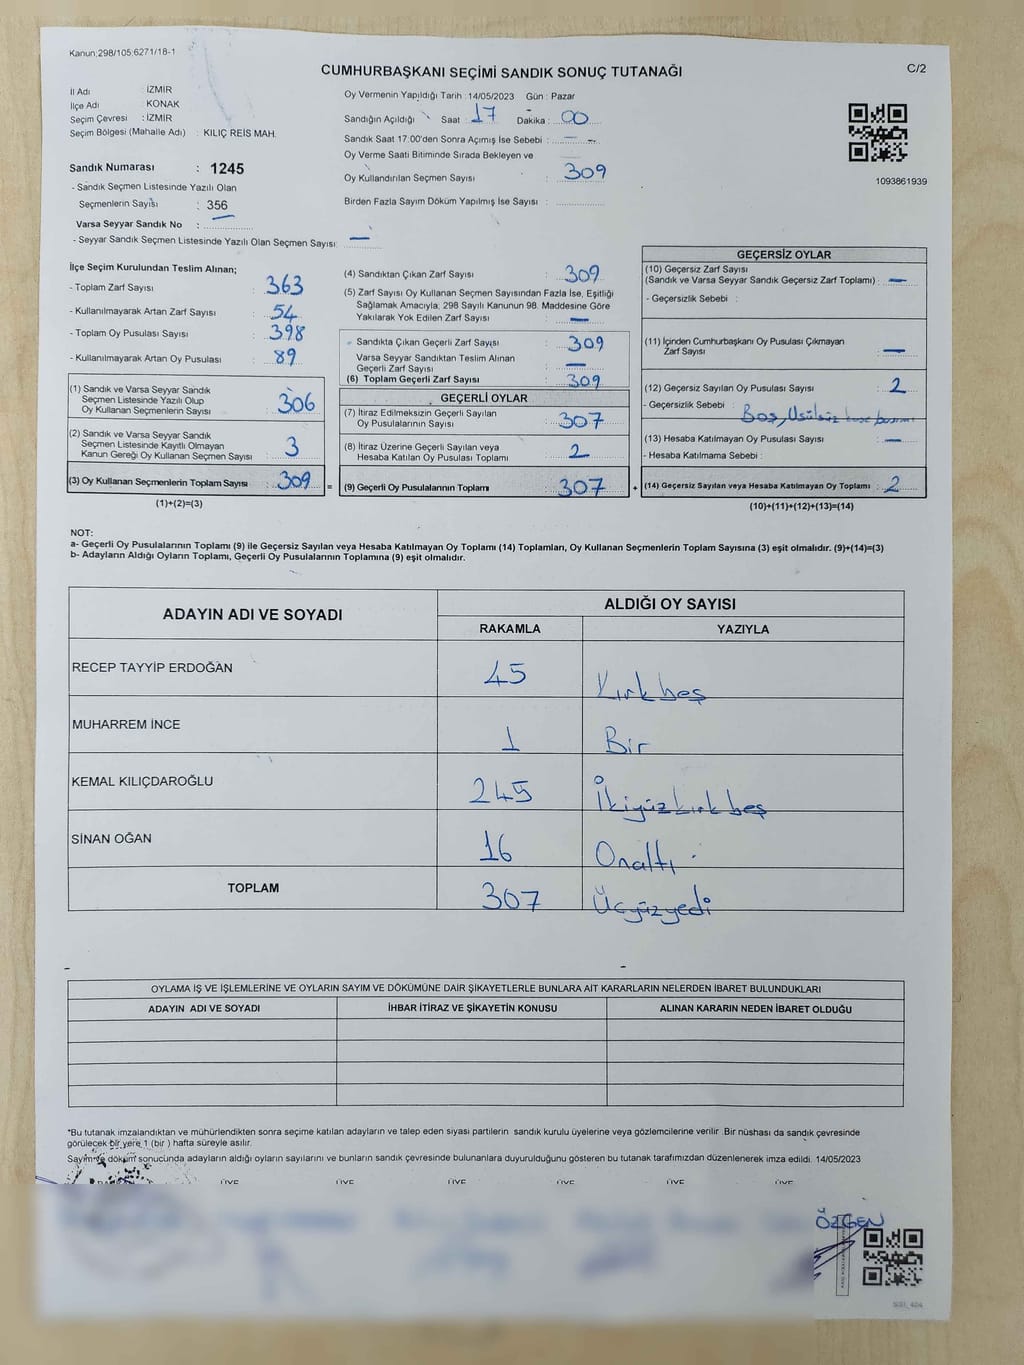 Kanun;298/105;6271/18-1
CUMHURBAŞKANI SEÇİMİ SANDIK SONUÇ TUTANAĞI
C/2
İl Adı : İZMİR
İlçe Adı : KONAK
Seçim Çevresi : İZMİR
Seçim Bölgesi (Mahalle Adı) : KILIÇ REİS MAH.
Sandık Numarası : 1245
- Sandık Seçmen Listesinde Yazılı Olan
Seçmenlerin Sayısı : 356
Varsa Seyyar Sandık No : —
- Seyyar Sandık Seçmen Listesinde Yazılı Olan Seçmen Sayısı: —
Oy Vermenin Yapıldığı Tarih : 14/05/2023 Gün : Pazar
Sandığın Açıldığı Saat : 17 Dakika : 00
Sandık Saat 17:00'den Sonra Açımış İse Sebebi : — —
Oy Verme Saati Bitiminde Sırada Bekleyen ve
Oy Kullandırılan Seçmen Sayısı : 309
Birden Fazla Sayım Döküm Yapılmış İse Sayısı :
1093861939
İlçe Seçim Kurulundan Teslim Alınan;
- Toplam Zarf Sayısı : 363
- Kullanılmayarak Artan Zarf Sayısı : 54
- Toplam Oy Pusulası Sayısı : 398
- Kullanılmayarak Artan Oy Pusulası : 89
(1) Sandık ve Varsa Seyyar Sandık
Seçmen Listesinde Yazılı Olup
Oy Kullanan Seçmenlerin Sayısı : 306
(2) Sandık ve Varsa Seyyar Sandık
Seçmen Listesinde Kayıtlı Olmayan
Kanun Gereği Oy Kullanan Seçmen Sayısı : 3
(3) Oy Kullanan Seçmenlerin Toplam Sayısı : 309
(1)+(2)=(3)
=
(4) Sandıktan Çıkan Zarf Sayısı : 309
(5) Zarf Sayısı Oy Kullanan Seçmen Sayısından Fazla İse, Eşitliği
Sağlamak Amacıyla; 298 Sayılı Kanunun 98. Maddesine Göre
Yakılarak Yok Edilen Zarf Sayısı : —
- Sandıkta Çıkan Geçerli Zarf Sayısı : 309
Varsa Seyyar Sandıktan Teslim Alınan
Geçerli Zarf Sayısı : —
(6) Toplam Geçerli Zarf Sayısı : 309
GEÇERLİ OYLAR
(7) İtiraz Edilmeksizin Geçerli Sayılan
Oy Pusulalarının Sayısı : 307
(8) İtiraz Üzerine Geçerli Sayılan veya
Hesaba Katılan Oy Pusulası Toplamı : 2
(9) Geçerli Oy Pusulalarının Toplamı : 307
+
GEÇERSİZ OYLAR
(10) Geçersiz Zarf Sayısı
(Sandık ve Varsa Seyyar Sandık Geçersiz Zarf Toplamı) : —
- Geçersizlik Sebebi :
(11) İçinden Cumhurbaşkanı Oy Pusulası Çıkmayan
Zarf Sayısı : —
(12) Geçersiz Sayılan Oy Pusulası Sayısı : 2
- Geçersizlik Sebebi : Boş, Usülsüz
(13) Hesaba Katılmayan Oy Pusulası Sayısı : —
- Hesaba Katılmama Sebebi :
(14) Geçersiz Sayılan veya Hesaba Katılmayan Oy Toplamı : 2
(10)+(11)+(12)+(13)=(14)
NOT:
a- Geçerli Oy Pusulalarının Toplamı (9) ile Geçersiz Sayılan veya Hesaba Katılmayan Oy Toplamı (14) Toplamları, Oy Kullanan Seçmenlerin Toplam Sayısına (3) eşit olmalıdır. (9)+(14)=(3)
b- Adayların Aldığı Oyların Toplamı, Geçerli Oy Pusulalarının Toplamına (9) eşit olmalıdır.
ADAYIN ADI VE SOYADI ALDIĞI OY SAYISI
RAKAMLA YAZIYLA
RECEP TAYYİP ERDOĞAN 45 Kırkbeş
MUHARREM İNCE 1 Bir
KEMAL KILIÇDAROĞLU 245 İkiyüzkırkbeş
SİNAN OĞAN 16 Onaltı
TOPLAM 307 Üçyüzyedi
OYLAMA İŞ VE İŞLEMLERİNE VE OYLARIN SAYIM VE DÖKÜMÜNE DAİR ŞİKAYETLERLE BUNLARA AİT KARARLARIN NELERDEN İBARET BULUNDUKLARI
ADAYIN ADI VE SOYADI İHBAR İTİRAZ VE ŞİKAYETİN KONUSU ALINAN KARARIN NEDEN İBARET OLDUĞU
*Bu tutanak imzalandıktan ve mühürlendikten sonra seçime katılan adayların ve talep eden siyasi partilerin sandık kurulu üyelerine veya gözlemcilerine verilir .Bir nüshası da sandık çevresinde
görülecek bir yere 1 (bir ) hafta süreyle asılır.
Sayım ve döküm sonucunda adayların aldığı oyların sayılarını ve bunların sandık çevresinde bulunanlara duyurulduğunu gösteren bu tutanak tarafımızdan düzenlenerek imza edildi. 14/05/2023
ÜYE ÜYE ÜYE ÜYE ÜYE ÜYE
ÖZGEN